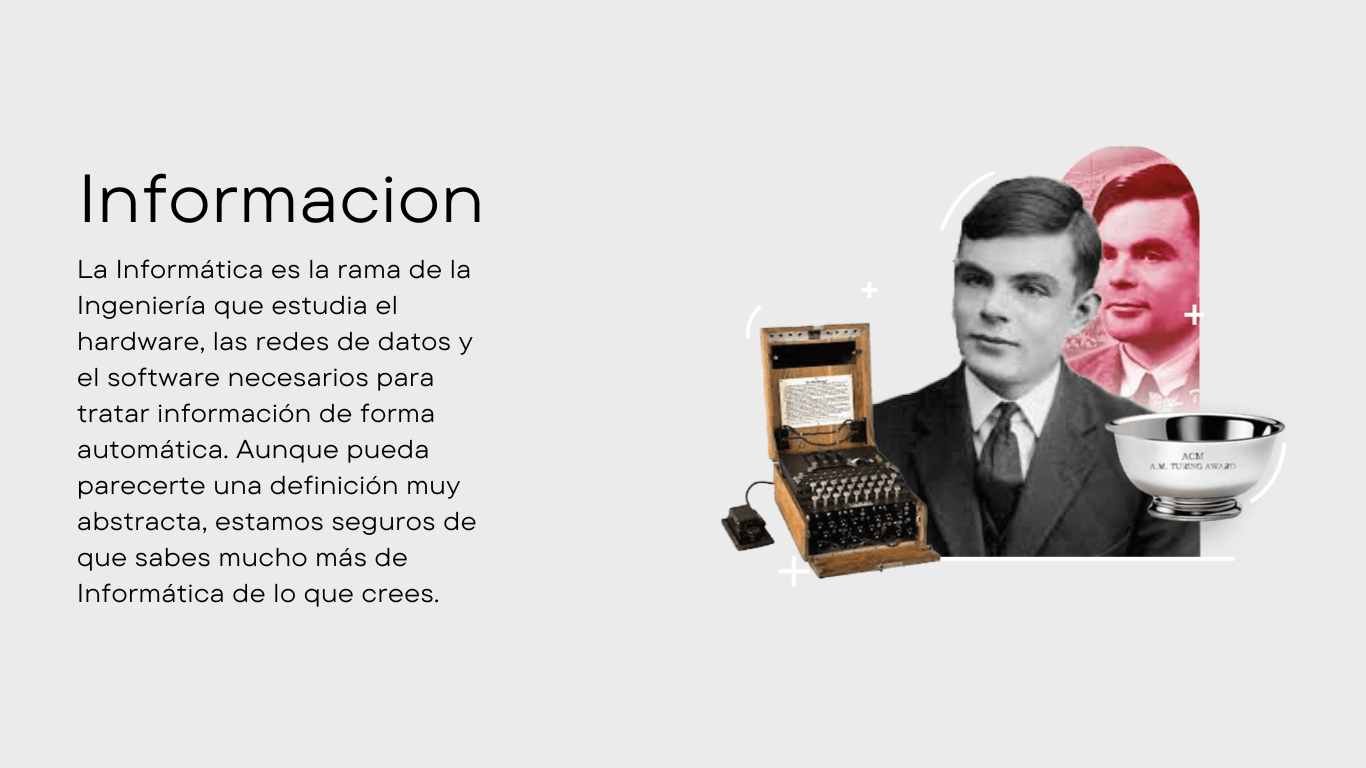 Informacion
La Informática es la rama de la
Ingeniería que estudia el
hardware, las redes de datos y
el software necesarios para
tratar información de forma
automática. Aunque pueda
parecerte una definición muy
abstracta, estamos seguros de
que sabes mucho más de
Informática de lo que crees.
ACM
A.M. TURING AWARD